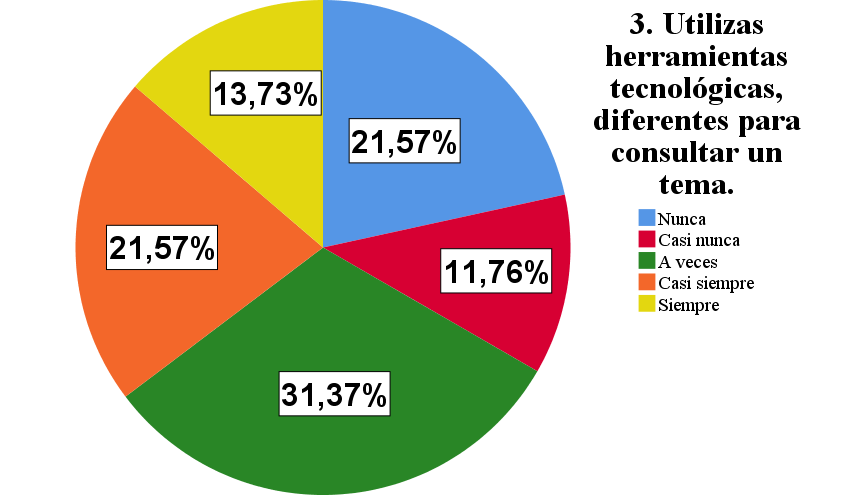 3. Utilizas
herramientas
tecnológicas,
diferentes para
consultar un
tema.
Nunca
Casi nunca
A veces
Casi siempre
Siempre
13,73%
21,57%
21,57%
11,76%
31,37%